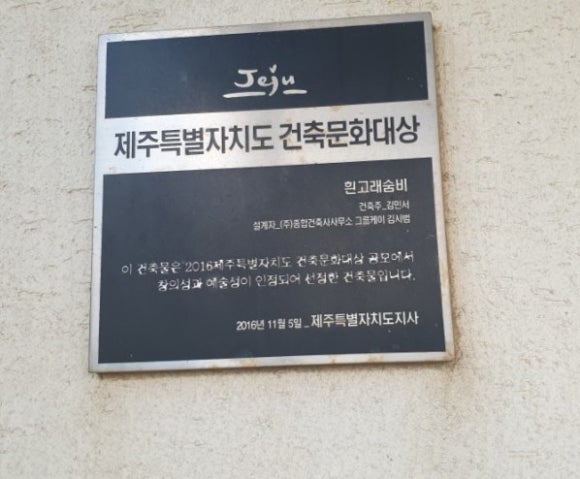 Jeju
제주특별자치도 건축문화대상
흰고래숨비
건축주_김민서
설계자_(주)종합건축사사무소 그룹케이 김사범
이 건축물은 '2016제주특별자치도 건축문화대상 공모에서
창의성과 예술성이 인정되어 선정한 건축물입니다.
2016년 11월 5일_제주특별자치도지사